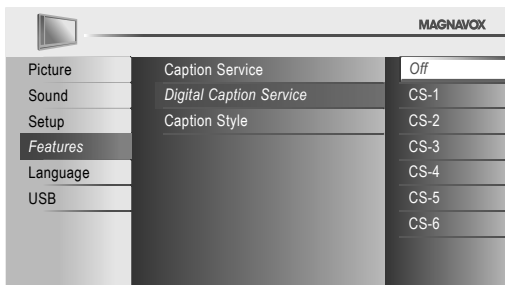 MAGNAVOX
Picture
Sound
Setup
Features
Language
USB
Caption Service
Digital Caption Service
Caption Style
Off
CS-1
CS-2
CS-3
CS-4
CS-5
CS-6